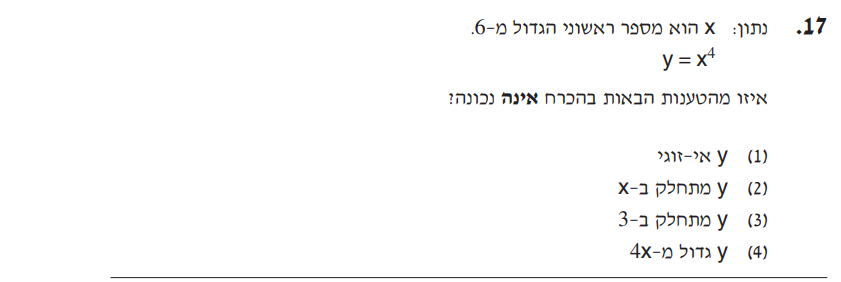 17. נתון: x הוא מספר ראשוני הגדול מ-6.
y = x⁴
איזו מהטענות הבאות בהכרח אינה נכונה?
(1) y אי-זוגי
(2) y מתחלק ב-x
(3) y מתחלק ב-3
(4) y גדול מ-4x